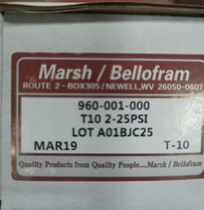 Marsh / Bellofram
ROUTE 2 - BOX305 / NEWELL, WV 26050-0607
960-001-000
T10 2-25PSI
LOT A01BJC25
MAR19 T-10
Quality Products from Quality People...Marsh / Bellofram